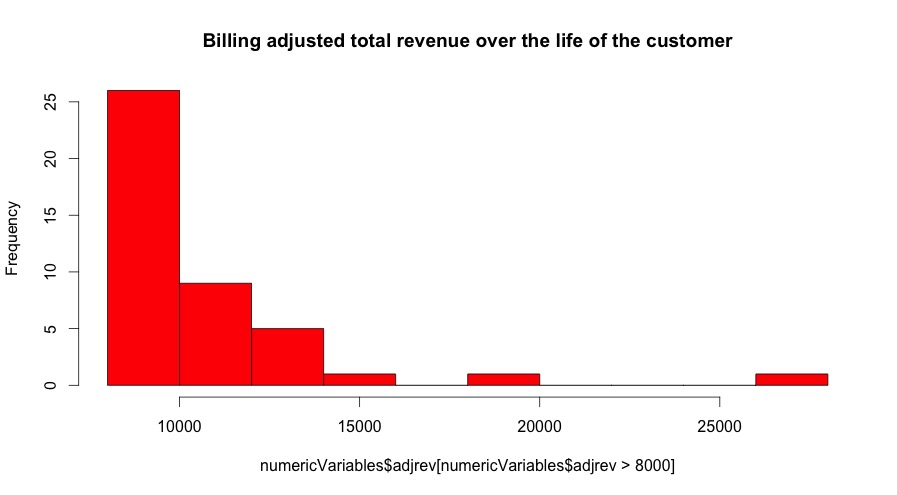 Billing adjusted total revenue over the life of the customer
Frequency
25
20
15
10
5
0
10000 15000 20000 25000
numericVariables$adjrev[numericVariables$adjrev > 8000]